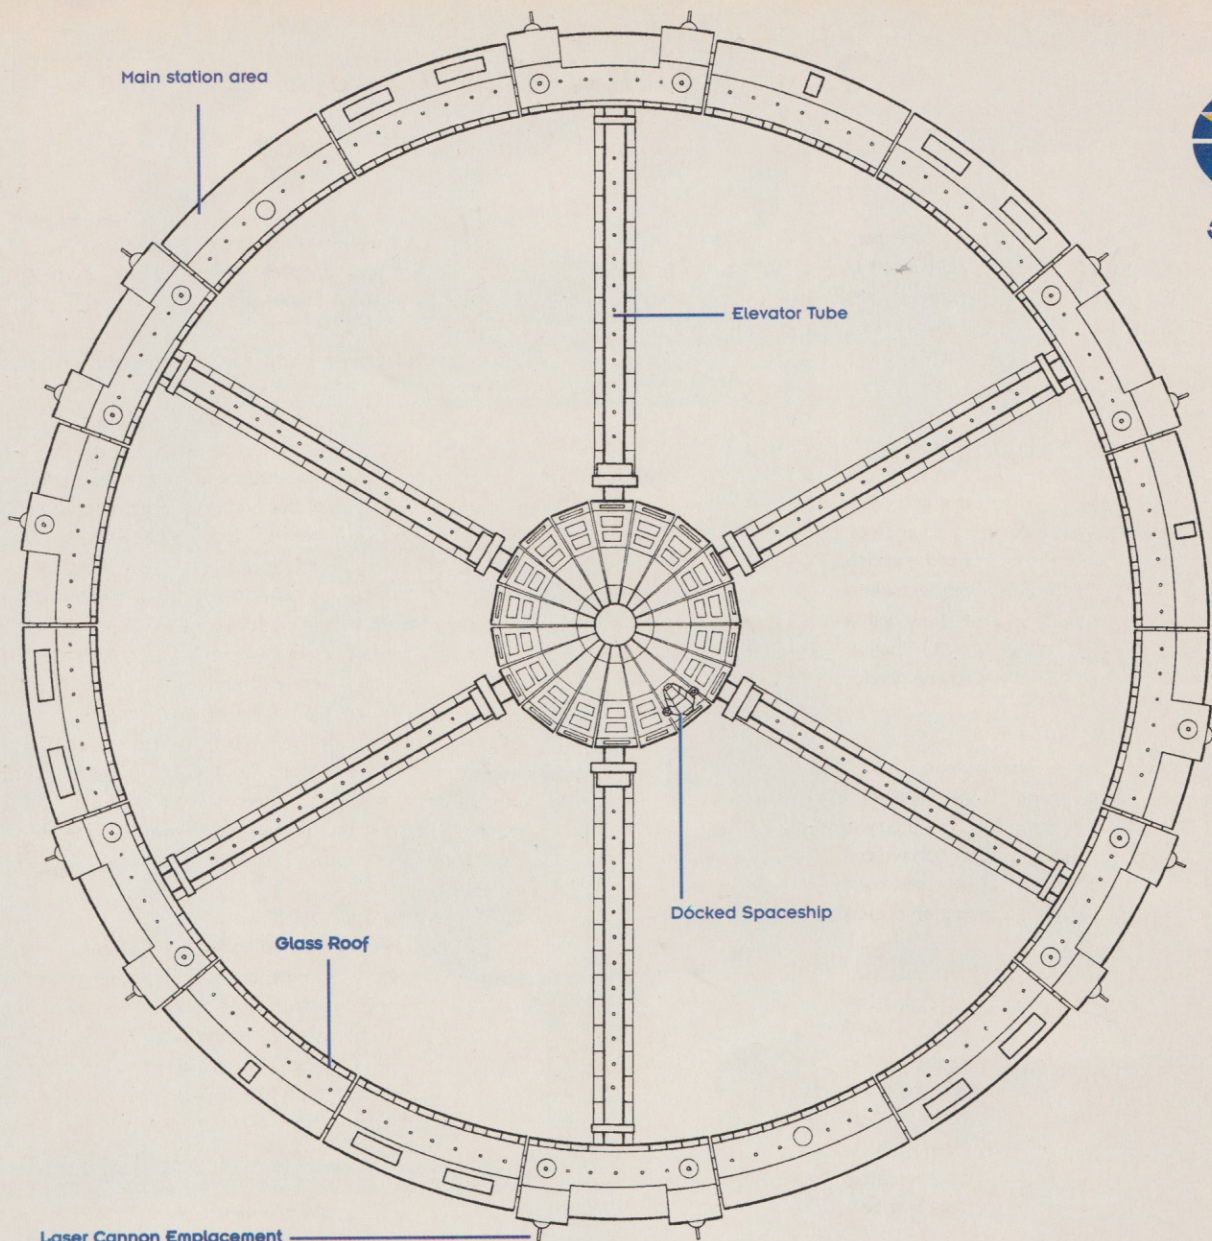 Main station area
Elevator Tube
Dócked Spaceship
Glass Roof
Laser Cannon Emplacement